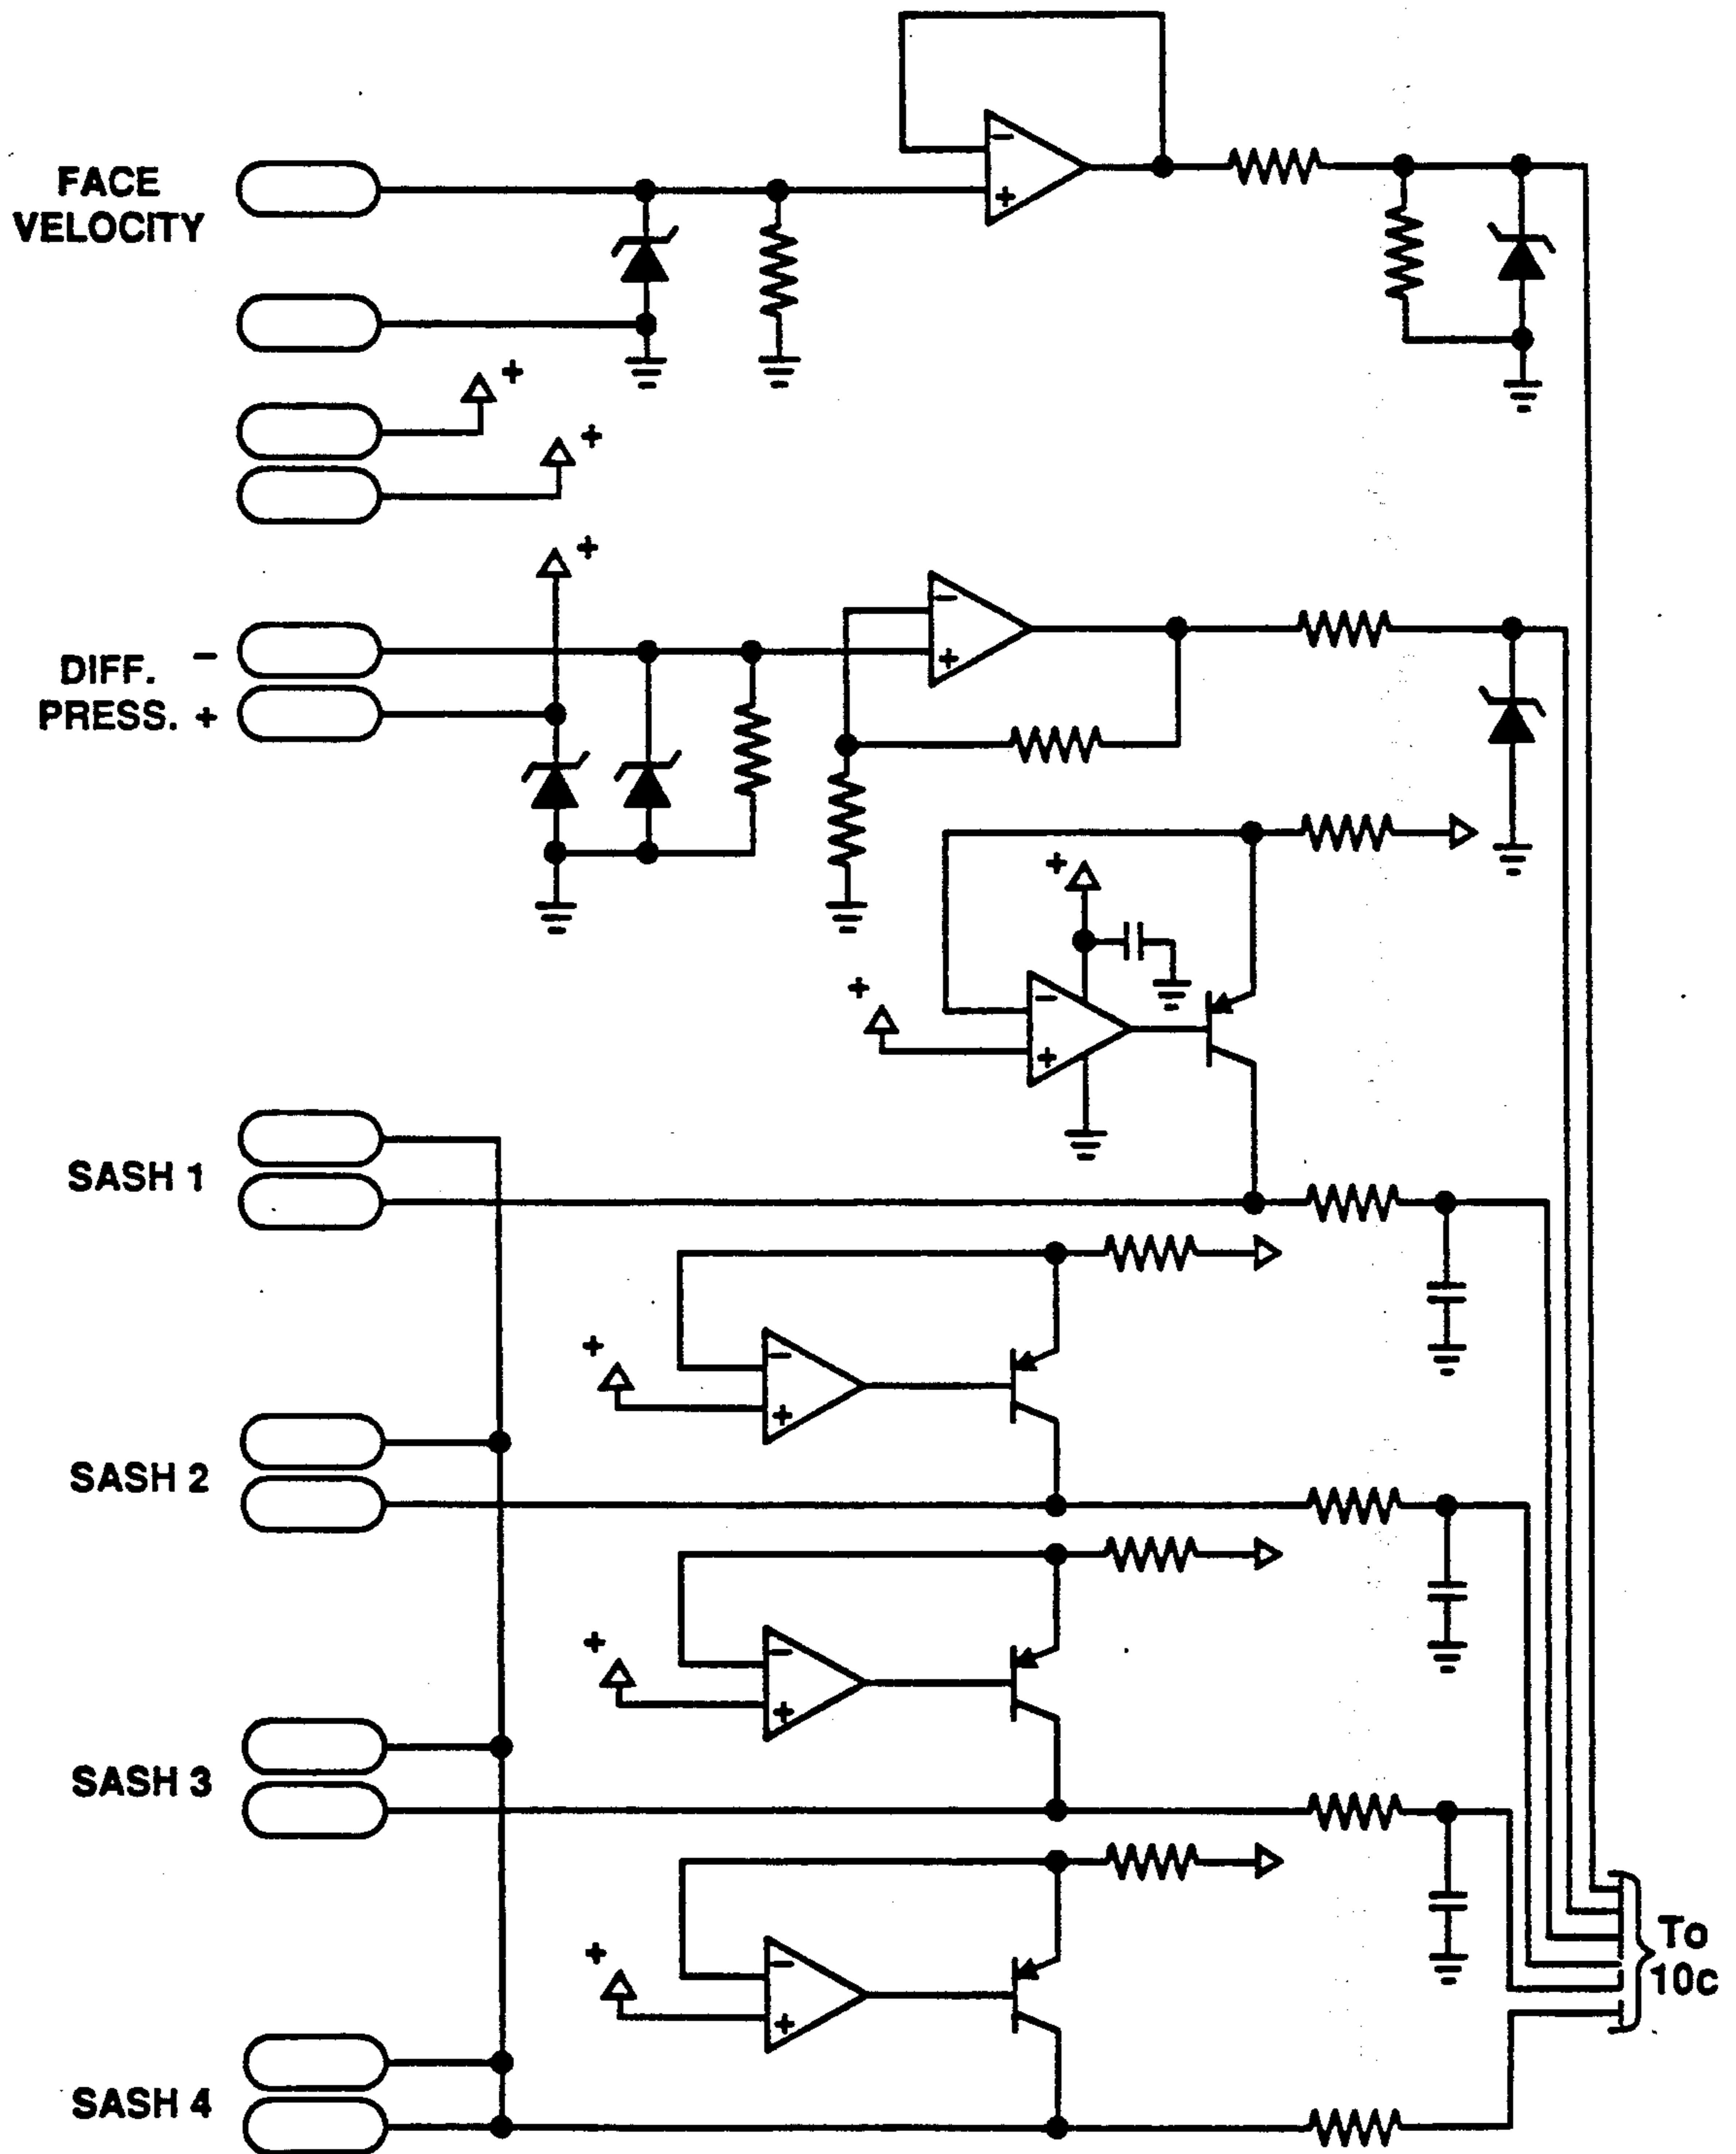 FACE
VELOCITY
+
+
+
DIFF.
PRESS.
−
+
−
+
−
+
+
+
−
+
SASH 1
+
−
+
SASH 2
+
−
+
SASH 3
+
−
+
SASH 4
To
10c